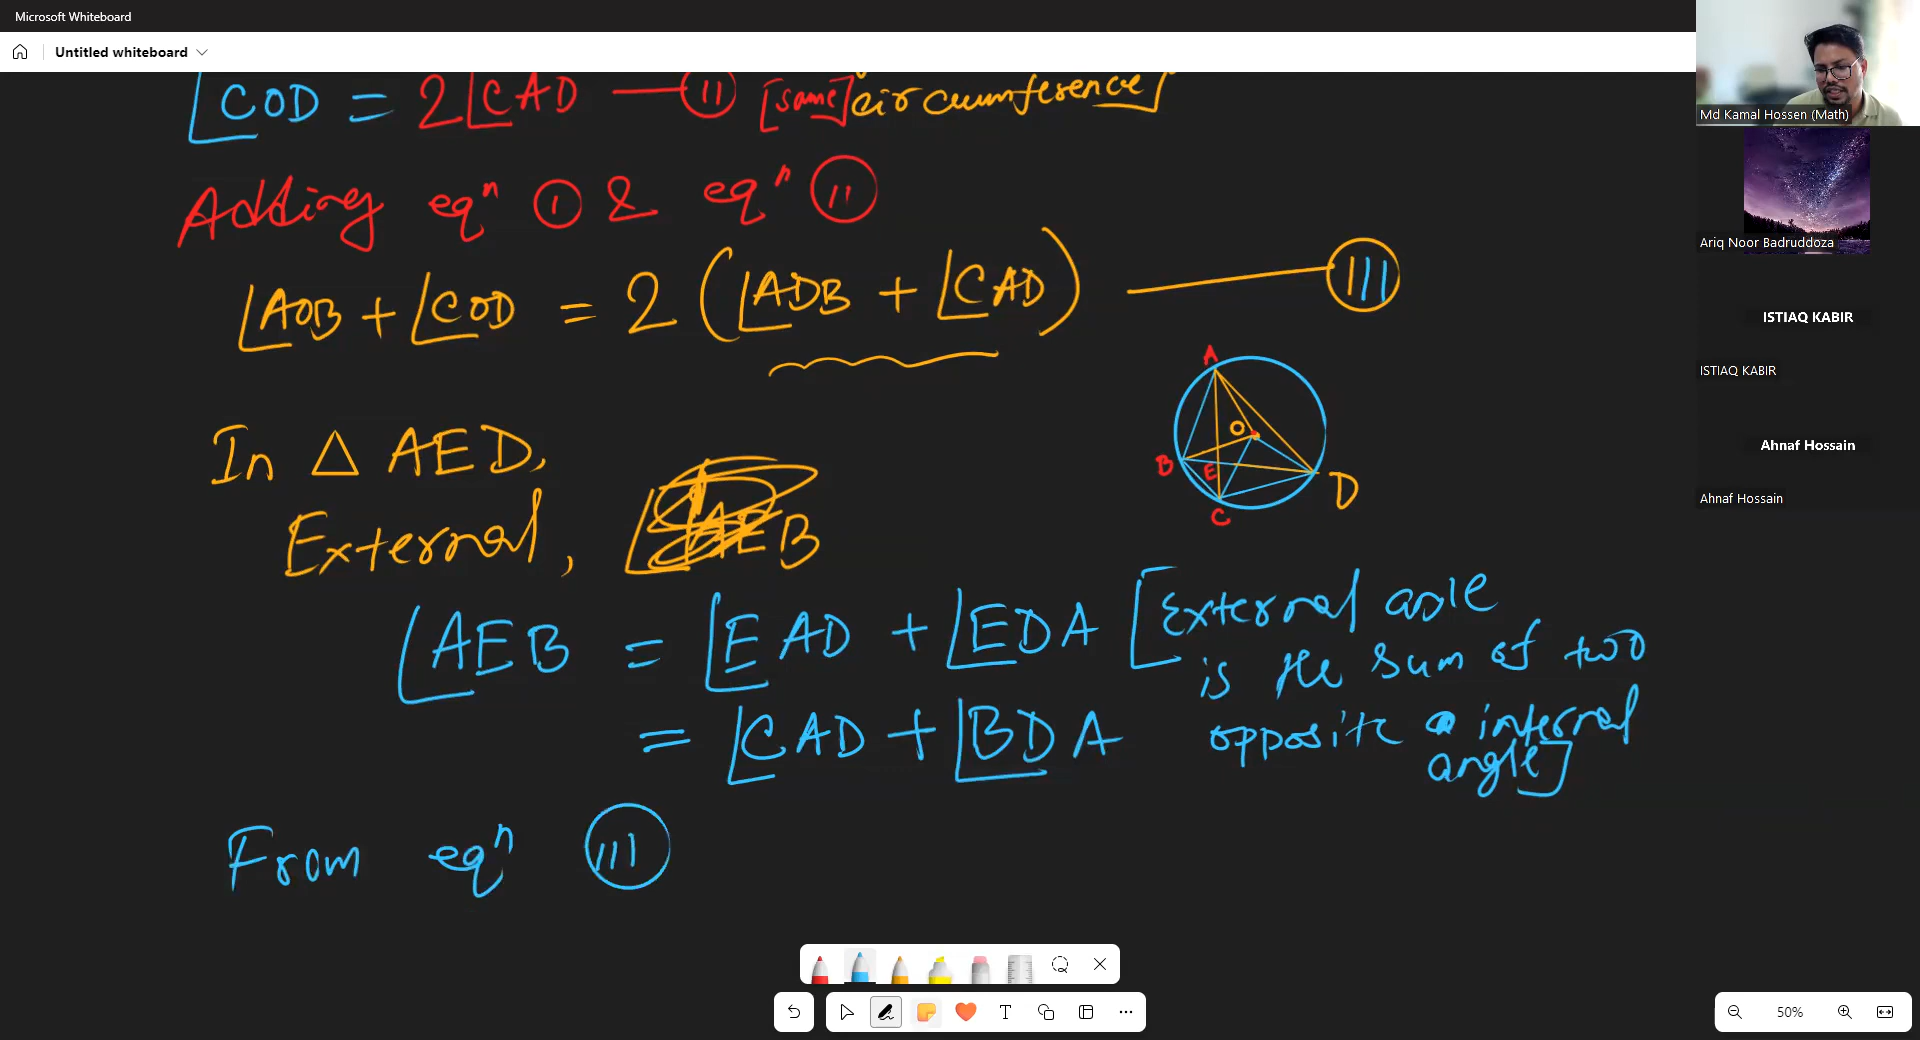 Microsoft Whiteboard
Untitled whiteboard
∠COD = 2∠CAD — (II) [same] circumference]
Adding eqⁿ (I) & eqⁿ (II)
∠AOB + ∠COD = 2 (∠ADB + ∠CAD) — (III)
A
O
B E
D
C
In △ AED,
External, B
∠AEB = ∠EAD + ∠EDA [External
is the sum of two
= ∠CAD + ∠BDA opposite internal
angle]
From eqⁿ (III)
Md Kamal Hossen (Math)
Ariq Noor Badruddoza
ISTIAQ KABIR
ISTIAQ KABIR
Ahnaf Hossain
Ahnaf Hossain
50%